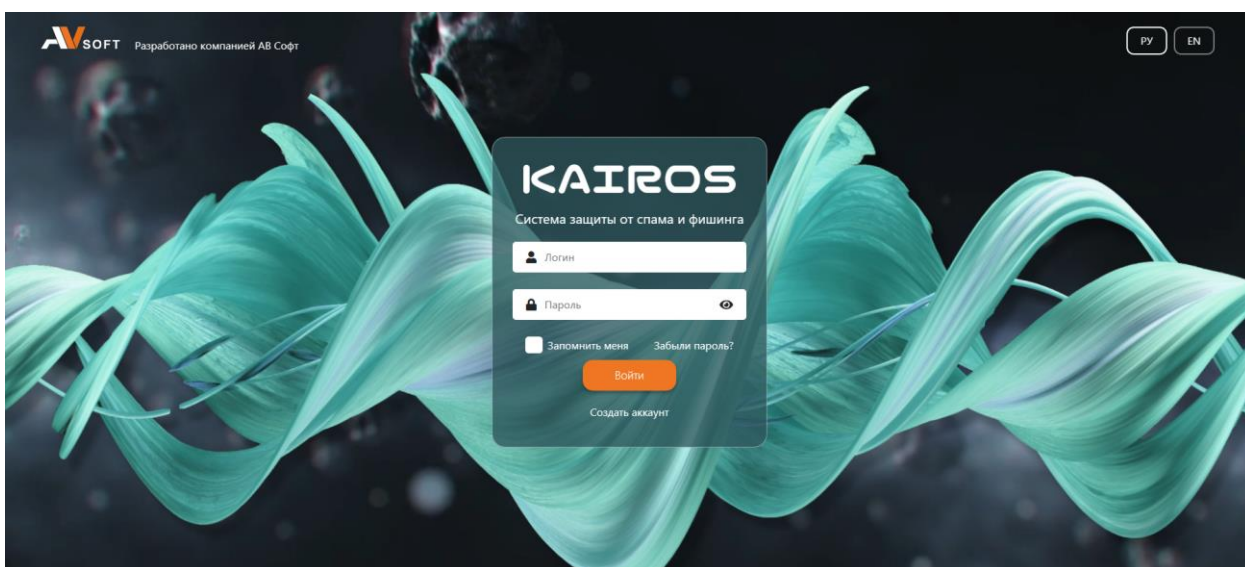 AVSOFT Разработано компанией АВ Софт
РУ EN
KAIROS
Система защиты от спама и фишинга
Логин
Пароль
Запомнить меня Забыли пароль?
Войти
Создать аккаунт